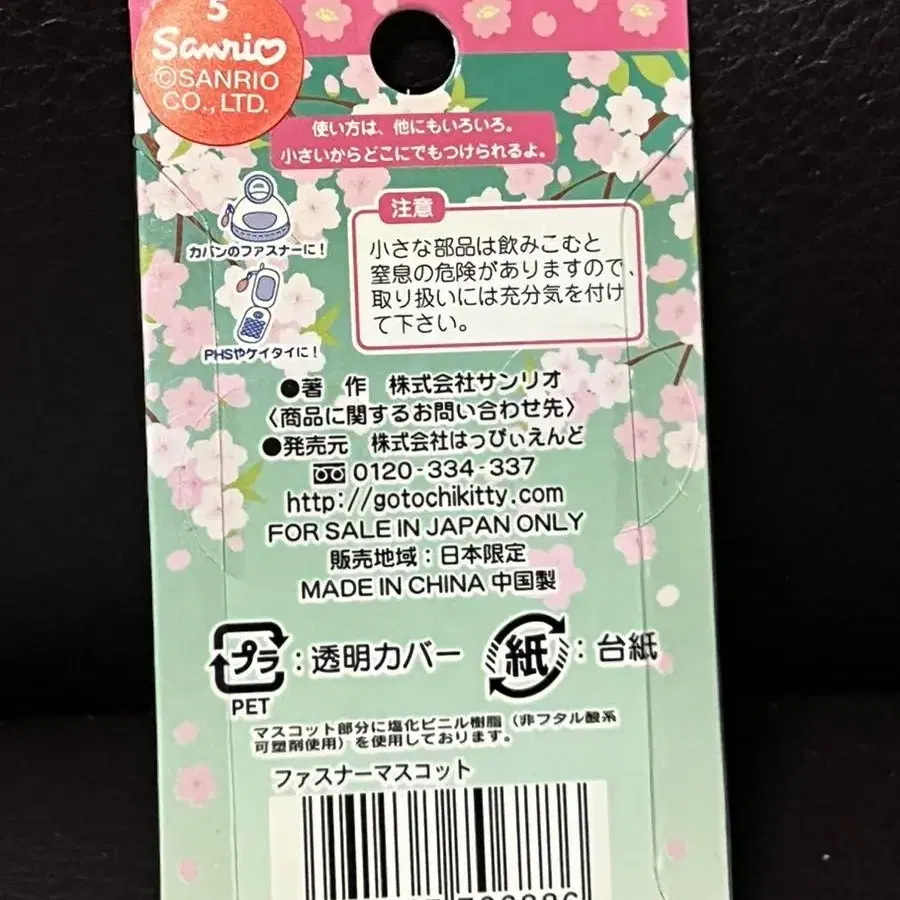 5
Sanrio
©SANRIO
CO., LTD.
使い方は、他にもいろいろ。
小さいからどこにでもつけられるよ。
カバンのファスナーに！
PHSやケイタイに！
注意
小さな部品は飲みこむと
窒息の危険がありますので、
取り扱いには充分気を付け
て下さい。
●著 作 株式会社サンリオ
〈商品に関するお問い合わせ先〉
●発売元 株式会社はっぴぃえんど
0120-334-337
http://gotochikitty.com
FOR SALE IN JAPAN ONLY
販売地域：日本限定
MADE IN CHINA 中国製
プラ：透明カバー
PET
紙：台紙
マスコット部分に塩化ビニル樹脂（非フタル酸系
可塑剤使用）を使用しております。
ファスナーマスコット